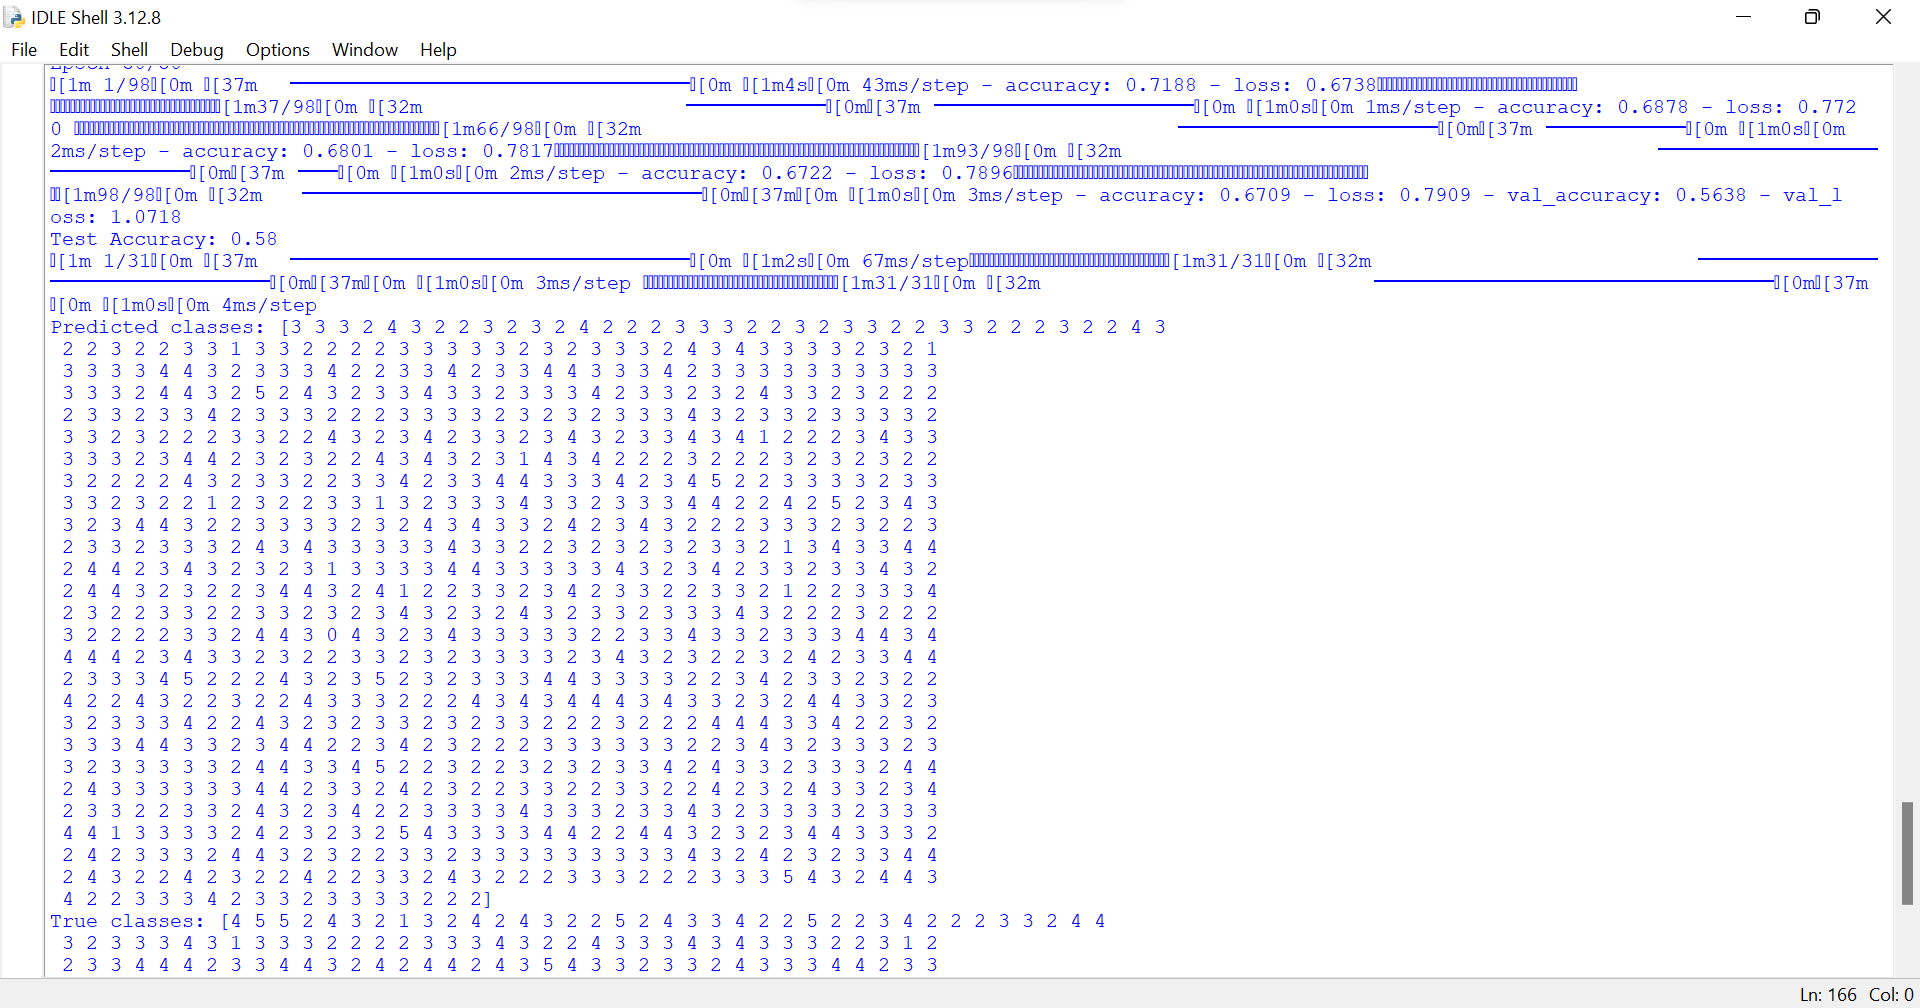 IDLE Shell 3.12.8
File Edit Shell Debug Options Window Help
[1m 1/98[0m [37m ━━━━━━━━━━━━━━━━━━━━[0m [1m4s[0m 43ms/step - accuracy: 0.7188 - loss: 0.6738
[1m37/98[0m [32m ━━━━━━━[0m[37m ━━━━━━━━━━━━━[0m [1m0s[0m 1ms/step - accuracy: 0.6878 - loss: 0.772
0 [1m66/98[0m [32m ━━━━━━━━━━━━━[0m[37m ━━━━━━━[0m [1m0s[0m
2ms/step - accuracy: 0.6801 - loss: 0.7817[1m93/98[0m [32m ━━━━━━━━━━━
━━━━━━━[0m[37m ━━[0m [1m0s[0m 2ms/step - accuracy: 0.6722 - loss: 0.7896
[1m98/98[0m [32m ━━━━━━━━━━━━━━━━━━━━[0m[37m[0m [1m0s[0m 3ms/step - accuracy: 0.6709 - loss: 0.7909 - val_accuracy: 0.5638 - val_l
oss: 1.0718
Test Accuracy: 0.58
[1m 1/31[0m [37m ━━━━━━━━━━━━━━━━━━━━[0m [1m2s[0m 67ms/step[1m31/31[0m [32m ━━━━━━━━━
━━━━━━━━━━━[0m[37m[0m [1m0s[0m 3ms/step [1m31/31[0m [32m ━━━━━━━━━━━━━━━━━━━━[0m[37m
[0m [1m0s[0m 4ms/step
Predicted classes: [3 3 3 2 4 3 2 2 3 2 3 2 4 2 2 2 3 3 3 2 2 3 2 3 3 2 2 3 3 2 2 2 3 2 2 4 3
2 2 3 2 2 3 3 1 3 3 2 2 2 2 3 3 3 3 3 2 3 2 3 3 3 2 4 3 4 3 3 3 3 2 3 2 1
3 3 3 3 4 4 3 2 3 3 3 4 2 2 3 3 4 2 3 3 4 4 3 3 3 4 2 3 3 3 3 3 3 3 3 3 3
3 3 3 2 4 4 3 2 5 2 4 3 2 3 3 4 3 3 2 3 3 3 4 2 3 3 2 3 2 4 3 3 2 3 2 2 2
2 3 3 2 3 3 4 2 3 3 3 2 2 2 3 3 3 3 2 3 2 3 2 3 3 3 4 3 2 3 3 2 3 3 3 3 2
3 3 2 3 2 2 2 3 3 2 2 4 3 2 3 4 2 3 3 2 3 4 3 2 3 3 4 3 4 1 2 2 2 3 4 3 3
3 3 3 2 3 4 4 2 3 2 3 2 2 4 3 4 3 2 3 1 4 3 4 2 2 2 3 2 2 2 3 2 3 2 3 2 2
3 2 2 2 2 4 3 2 3 3 2 2 3 3 4 2 3 3 4 4 3 3 3 4 2 3 4 5 2 2 3 3 3 3 2 3 3
3 3 2 3 2 2 1 2 3 2 2 3 3 1 3 2 3 3 3 4 3 3 2 3 3 3 4 4 2 2 4 2 5 2 3 4 3
3 2 3 4 4 3 2 2 3 3 3 3 2 3 2 4 3 4 3 3 2 4 2 3 4 3 2 2 2 3 3 3 2 3 2 2 3
2 3 3 2 3 3 3 2 4 3 4 3 3 3 3 3 4 3 3 2 2 3 2 3 2 3 2 3 3 2 1 3 4 3 3 4 4
2 4 4 2 3 4 3 2 3 2 3 1 3 3 3 3 4 4 3 3 3 3 3 4 3 2 3 4 2 3 3 2 3 3 4 3 2
2 4 4 3 2 3 2 2 3 4 4 3 2 4 1 2 2 3 3 2 3 4 2 3 3 2 2 3 3 2 1 2 2 3 3 3 4
2 3 2 2 3 2 2 3 3 2 3 2 3 4 3 2 3 2 4 3 2 3 3 2 3 3 3 4 3 2 2 2 3 2 2 2
3 2 2 2 2 3 3 2 4 4 3 0 4 3 2 3 4 3 3 3 3 3 2 2 3 3 4 3 3 2 3 3 3 4 4 3 4
4 4 4 2 3 4 3 3 2 3 2 2 3 3 2 3 2 3 3 3 3 2 3 4 3 2 3 2 2 3 2 4 2 3 3 4 4
2 3 3 3 4 5 2 2 2 4 3 2 3 5 2 3 2 3 3 3 4 4 3 3 3 3 2 2 3 4 2 3 3 2 3 2 2
4 2 2 4 3 2 2 3 2 2 4 3 3 3 2 2 2 4 3 4 3 4 4 4 3 4 3 3 2 3 2 4 4 3 3 2 3
3 2 3 3 3 4 2 2 4 3 2 3 2 3 3 2 3 2 3 3 2 2 2 3 2 2 2 4 4 4 3 3 4 2 2 3 2
3 3 3 4 4 3 3 2 3 4 4 2 2 3 4 2 3 2 2 2 3 3 3 3 3 3 2 2 3 4 3 2 3 3 3 2 3
3 2 3 3 3 3 3 2 4 4 3 3 4 5 2 2 3 2 2 3 2 3 2 3 3 4 2 4 3 3 2 3 3 3 2 4 4
2 4 3 3 3 3 3 3 4 4 2 3 3 2 4 2 3 2 2 3 3 2 2 3 3 2 2 4 2 3 2 4 3 3 2 3 4
2 3 3 2 2 3 3 2 4 3 2 3 4 2 2 3 3 3 3 4 3 3 3 2 3 3 4 3 2 3 3 3 3 2 3 3 3
4 4 1 3 3 3 3 2 4 2 3 2 3 2 5 4 3 3 3 3 4 4 2 2 4 4 3 2 3 2 3 4 4 3 3 3 2
2 4 2 3 3 3 2 4 4 3 2 3 2 2 3 3 2 3 3 3 3 3 3 3 3 3 4 3 2 4 2 3 2 3 3 4 4
2 4 3 2 2 4 2 3 2 2 4 2 2 3 3 2 4 3 2 2 2 3 3 3 2 2 2 3 3 3 5 4 3 2 4 4 3
4 2 2 3 3 3 4 2 3 3 2 3 3 3 3 2 2 2]
True classes: [4 5 5 2 4 3 2 1 3 2 4 2 4 3 2 2 5 2 4 3 3 4 2 2 5 2 2 3 4 2 2 2 3 3 2 4 4
3 2 3 3 3 4 3 1 3 3 3 2 2 2 2 3 3 3 4 3 2 2 4 3 3 3 4 3 4 3 3 3 2 2 3 1 2
2 3 3 4 4 4 2 3 3 4 4 3 2 4 2 4 4 2 4 3 5 4 3 3 2 3 3 2 4 3 3 3 4 4 2 3 3
Ln: 166 Col: 0